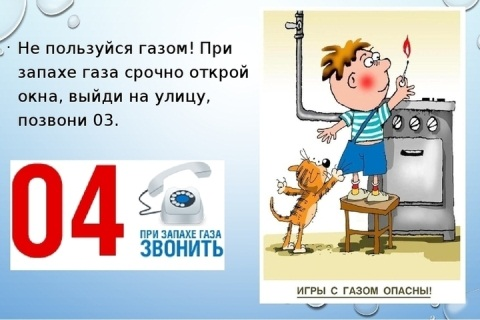 Не пользуйся газом! При
запахе газа срочно открой
окна, выйди на улицу,
позвони 03.
04
ПРИ ЗАПАХЕ ГАЗА
ЗВОНИТЬ
ИГРЫ С ГАЗОМ ОПАСНЫ!